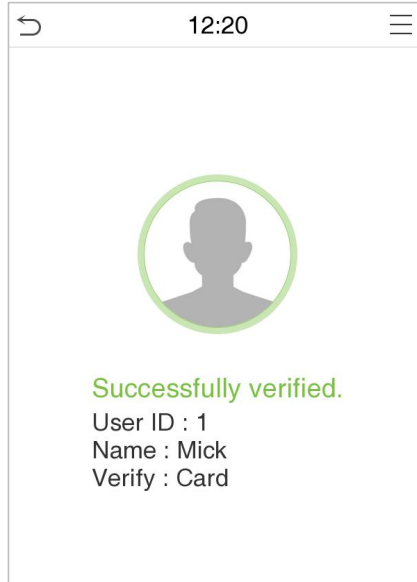 12:20
Successfully verified.
User ID : 1
Name : Mick
Verify : Card